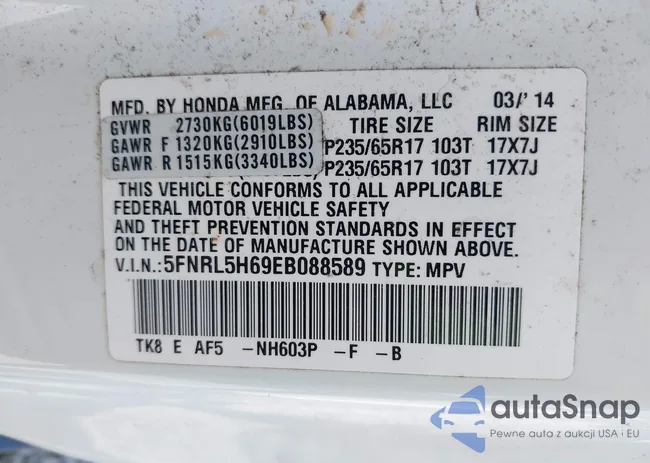 MFD. BY HONDA MFG. OF ALABAMA, LLC 03/'14
GVWR 2730KG(6019LBS) TIRE SIZE RIM SIZE
GAWR F 1320KG(2910LBS) P235/65R17 103T 17X7J
GAWR R 1515KG(3340LBS) P235/65R17 103T 17X7J
THIS VEHICLE CONFORMS TO ALL APPLICABLE
FEDERAL MOTOR VEHICLE SAFETY
AND THEFT PREVENTION STANDARDS IN EFFECT
ON THE DATE OF MANUFACTURE SHOWN ABOVE.
V.I.N.:5FNRL5H69EB088589 TYPE: MPV
TK8 E AF5 -NH603P -F -B
autaSnap
Pewne auta z aukcji USA i EU